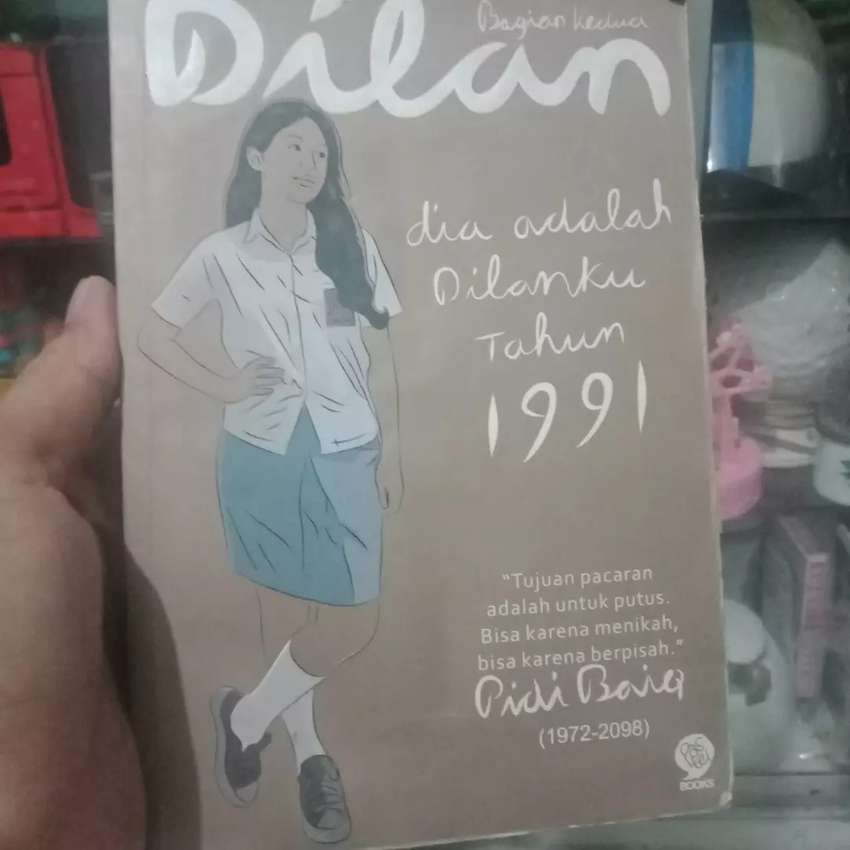 Bagian kedua
Dilan
dia adalah
Dilanku
Tahun
1991
“Tujuan pacaran
adalah untuk putus.
Bisa karena menikah,
bisa karena berpisah.”
Pidi Baiq
(1972-2098)
PasTeL
BOOKS